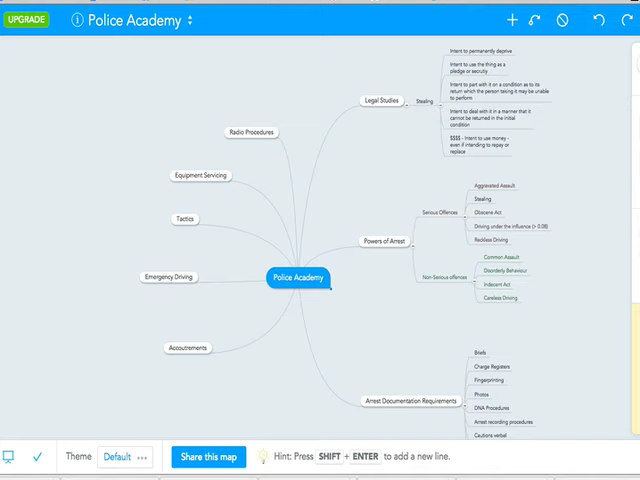 UPGRADE
Police Academy
Intent to permanently deprive
Intent to use the thing as a
pledge or secrutiy
Legal Studies
Stealing
Intent to part with it on a condition as to its
return which the person taking it may be unable
to perform
Intent to deal with it in a manner that it
cannot be returned in the initial
condition
$$$$ - Intent to use money -
even if intending to repay or
replace
Radio Procedures
Equipment Servicing
Tactics
Emergency Driving
Accoutrements
Police Academy
Powers of Arrest
Serious Offences
Aggravated Assault
Stealing
Obscene Act
Driving under the influence (> 0.08)
Reckless Driving
Non-Serious offences
Common Assault
Disorderly Behaviour
Indecent Act
Careless Driving
Arrest Documentation Requirements
Briefs
Charge Registers
Fingerprinting
Photos
DNA Procedures
Arrest recording procedures
Cautions verbal
Theme Default ••• Share this map Hint: Press SHIFT + ENTER to add a new line.